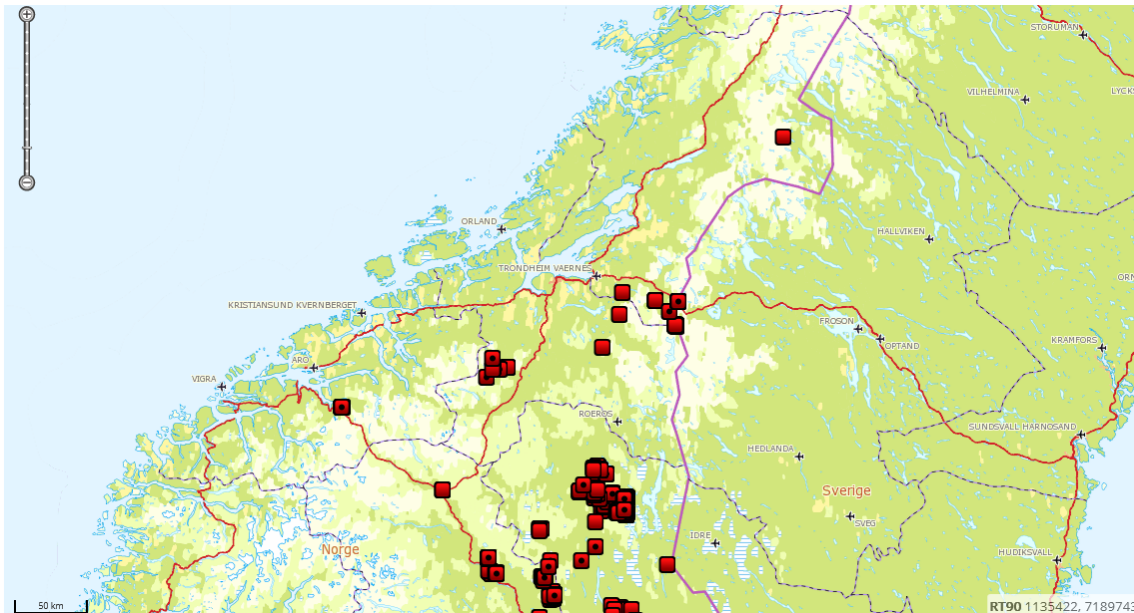 STORUMAN
VILHELMINA
LYCKS
ORLAND
HALLVIKEN
TRONDHEIM VAERNES
ORN
KRISTIANSUND KVERNBERGET
FROSON
OPTAND
KRAMFORS
ARO
VIGRA
ROEROS
SUNDSVALL HARNOSAND
HEDLANDA
Sverige
SVEG
IDRE
Norge
HUDIKSVALL
50 km
RT90 1135422, 7189743